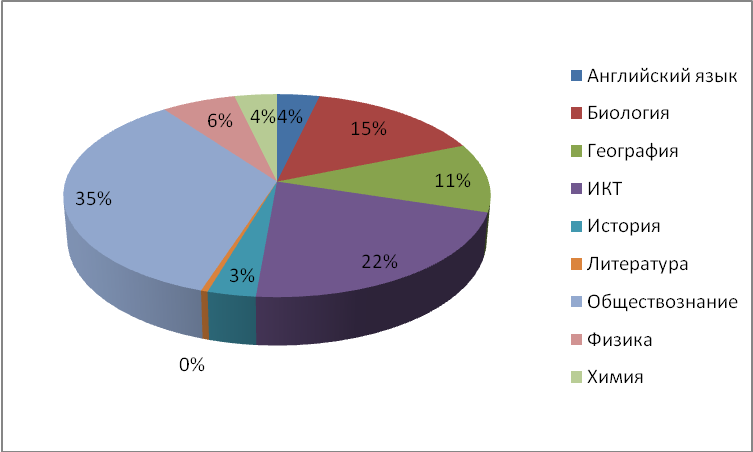 4%
4%
6%
15%
11%
35%
22%
3%
0%
Английский язык
Биология
География
ИКТ
История
Литература
Обществознание
Физика
Химия